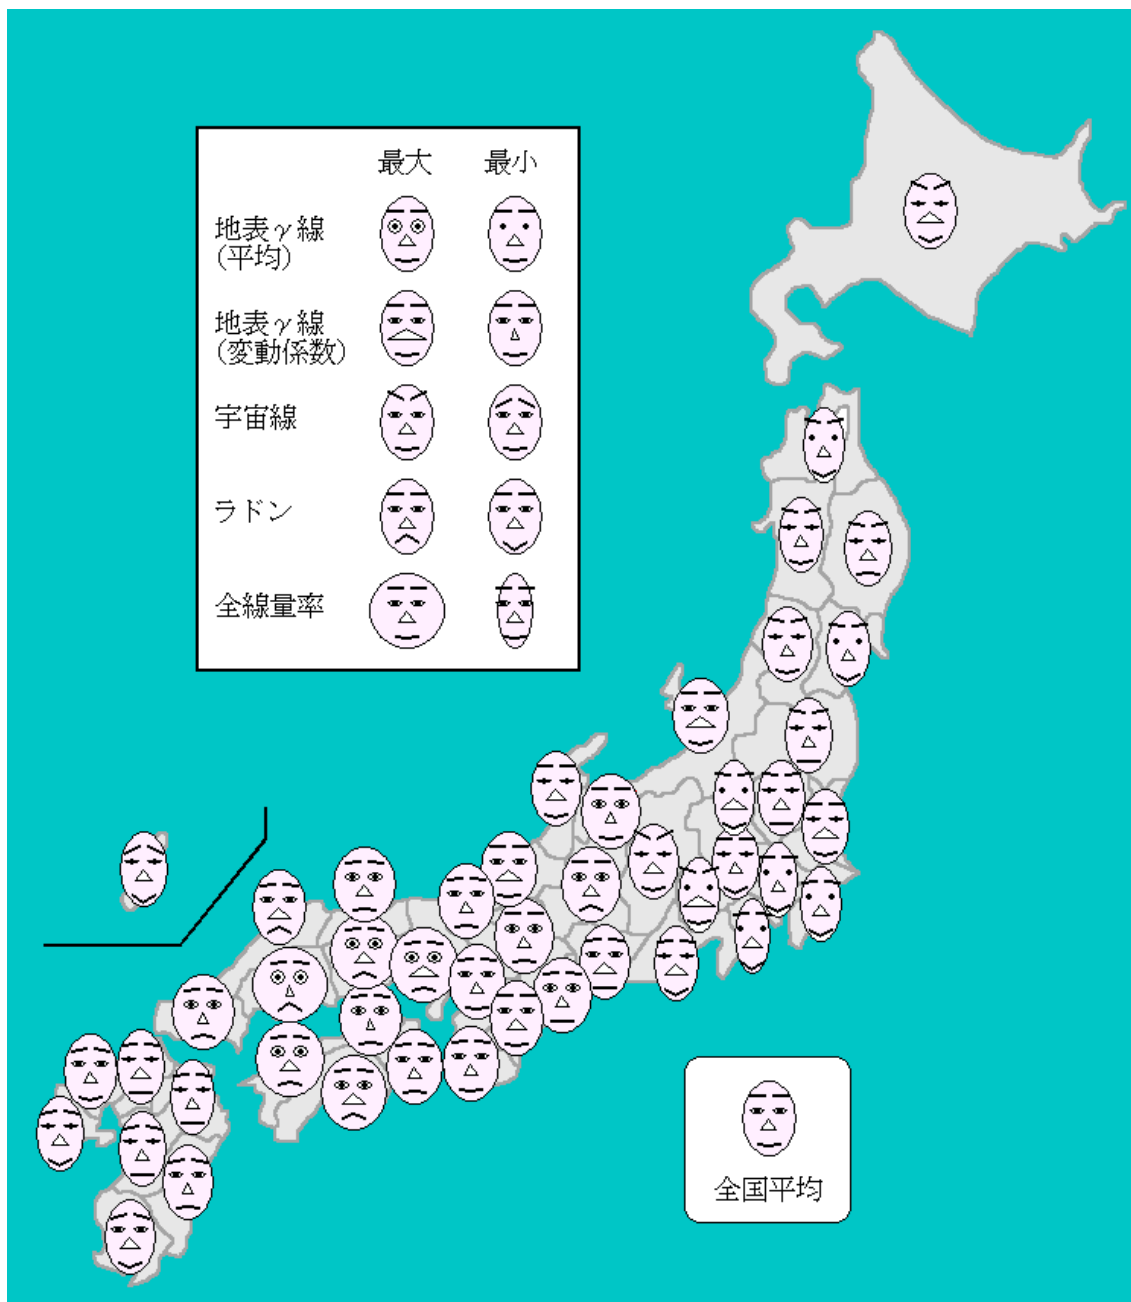 最大 最小
地表γ線
(平均)
地表γ線
(変動係数)
宇宙線
ラドン
全線量率
全国平均